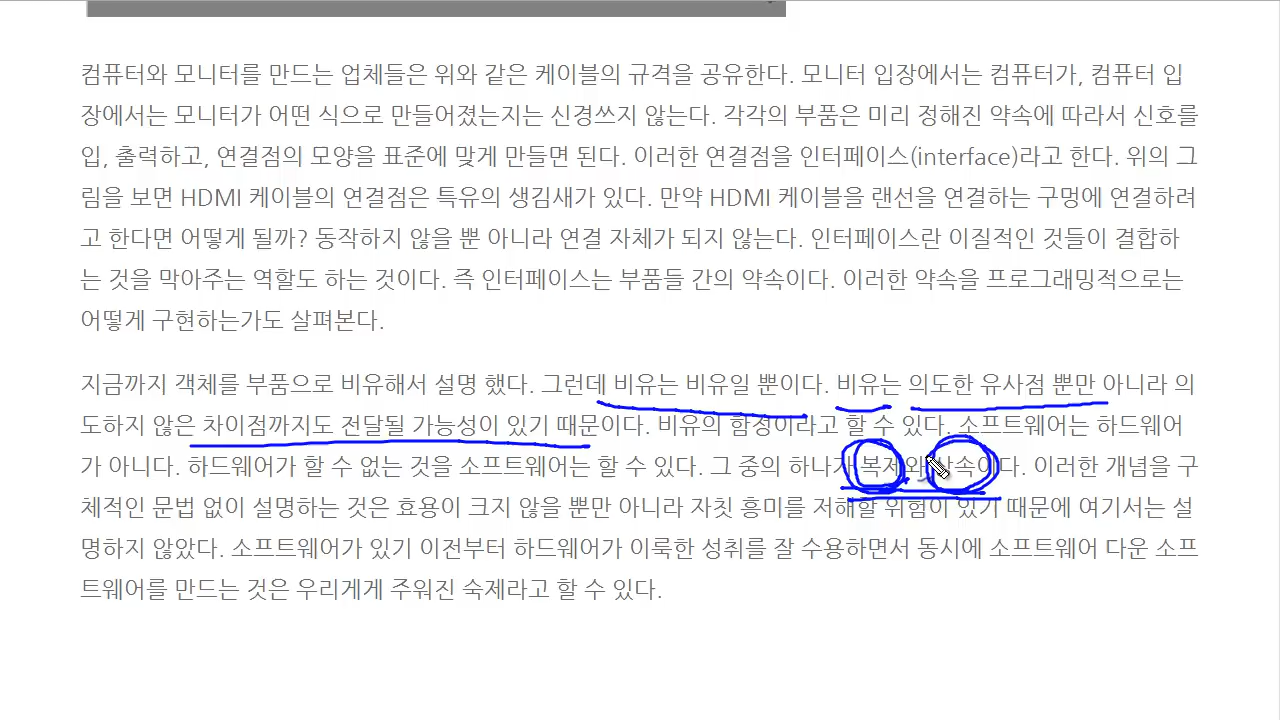 컴퓨터와 모니터를 만드는 업체들은 위와 같은 케이블의 규격을 공유한다. 모니터 입장에서는 컴퓨터가, 컴퓨터 입
장에서는 모니터가 어떤 식으로 만들어졌는지는 신경쓰지 않는다. 각각의 부품은 미리 정해진 약속에 따라서 신호를
입, 출력하고, 연결점의 모양을 표준에 맞게 만들면 된다. 이러한 연결점을 인터페이스(interface)라고 한다. 위의 그
림을 보면 HDMI 케이블의 연결점은 특유의 생김새가 있다. 만약 HDMI 케이블을 랜선을 연결하는 구멍에 연결하려
고 한다면 어떻게 될까? 동작하지 않을 뿐 아니라 연결 자체가 되지 않는다. 인터페이스란 이질적인 것들이 결합하
는 것을 막아주는 역할도 하는 것이다. 즉 인터페이스는 부품들 간의 약속이다. 이러한 약속을 프로그래밍적으로는
어떻게 구현하는가도 살펴본다.
지금까지 객체를 부품으로 비유해서 설명 했다. 그런데 비유는 비유일 뿐이다. 비유는 의도한 유사점 뿐만 아니라 의
도하지 않은 차이점까지도 전달될 가능성이 있기 때문이다. 비유의 함정이라고 할 수 있다. 소프트웨어는 하드웨어
가 아니다. 하드웨어가 할 수 없는 것을 소프트웨어는 할 수 있다. 그 중의 하나가 복제와 상속이다. 이러한 개념을 구
체적인 문법 없이 설명하는 것은 효용이 크지 않을 뿐만 아니라 자칫 흥미를 저해할 위험이 있기 때문에 여기서는 설
명하지 않았다. 소프트웨어가 있기 이전부터 하드웨어가 이룩한 성취를 잘 수용하면서 동시에 소프트웨어 다운 소프
트웨어를 만드는 것은 우리게게 주워진 숙제라고 할 수 있다.